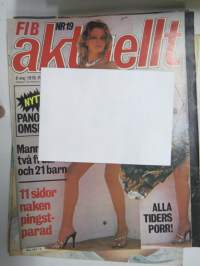 FIB
NR 19
aktuellt
NYTT
PANO
OMSL
Mann
två f
och 21 barn
11 sidor
naken
pingst-
parad
ALLA
TIDERS
PORR!